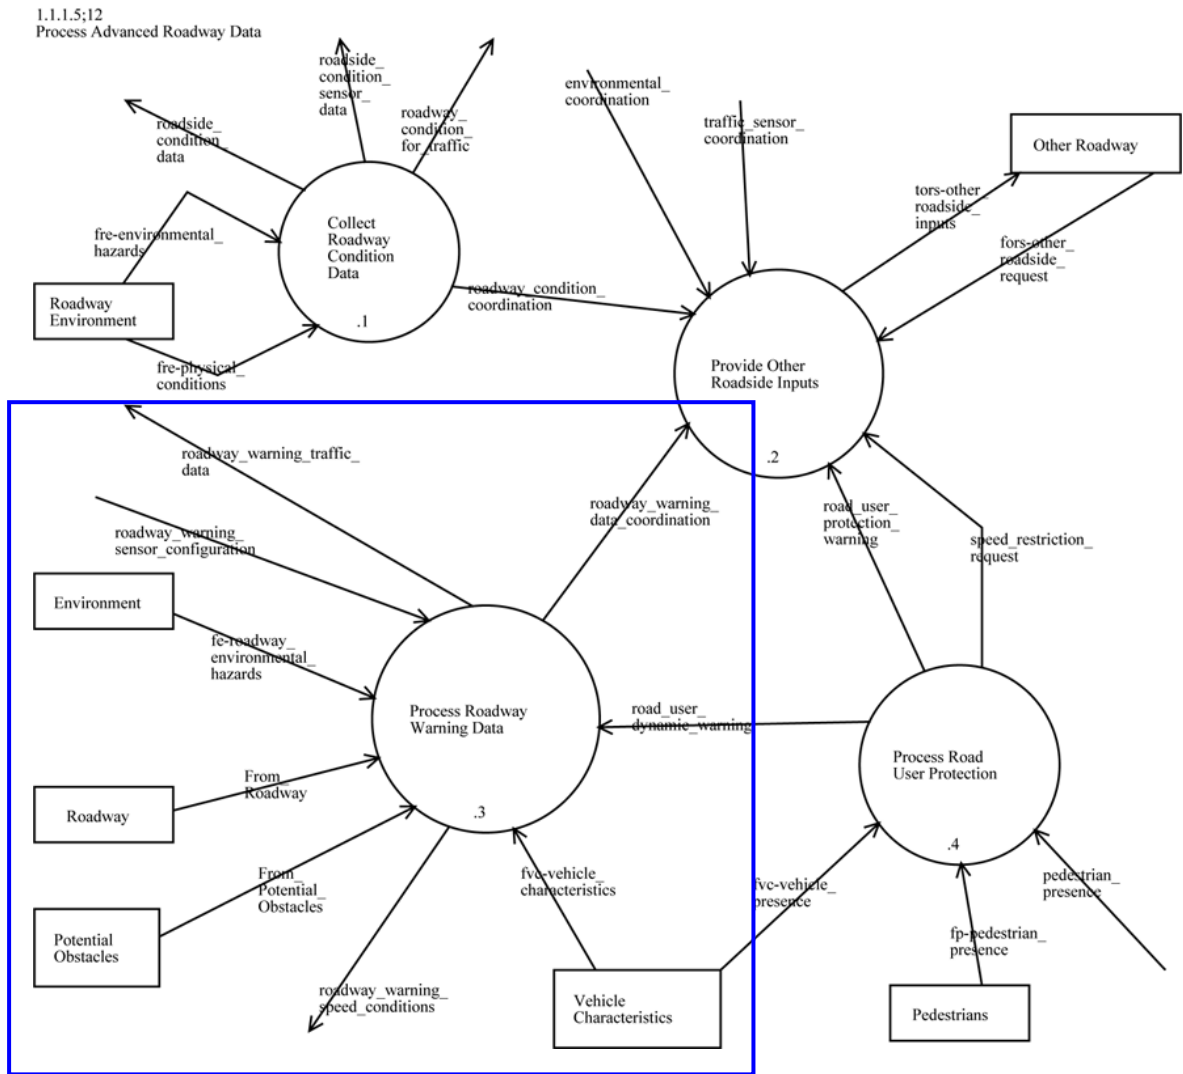 1.1.1.5;12
Process Advanced Roadway Data
roadside_
condition_
sensor_
data
roadway_
condition_
for_traffic
roadside_
condition_
data
environmental_
coordination
traffic_sensor_
coordination
Other Roadway
tors-other_
roadside_
inputs
fors-other_
roadside_
request
fre-environmental_
hazards
Collect
Roadway
Condition
Data
.1
Roadway
Environment
roadway_condition_
coordination
fre-physical_
conditions
Provide Other
Roadside Inputs
.2
roadway_warning_traffic_
data
roadway_warning_
sensor_configuration
roadway_warning_
data_coordination
road_user_
protection_
warning
speed_restriction_
request
Environment
fe-roadway_
environmental_
hazards
Process Roadway
Warning Data
.3
road_user_
dynamic_warning
Process Road
User Protection
.4
From_
Roadway
Roadway
From_
Potential_
Obstacles
Potential
Obstacles
fvc-vehicle_
characteristics
fvc-vehicle_
presence
pedestrian_
presence
fp-pedestrian_
presence
roadway_warning_
speed_conditions
Vehicle
Characteristics
Pedestrians